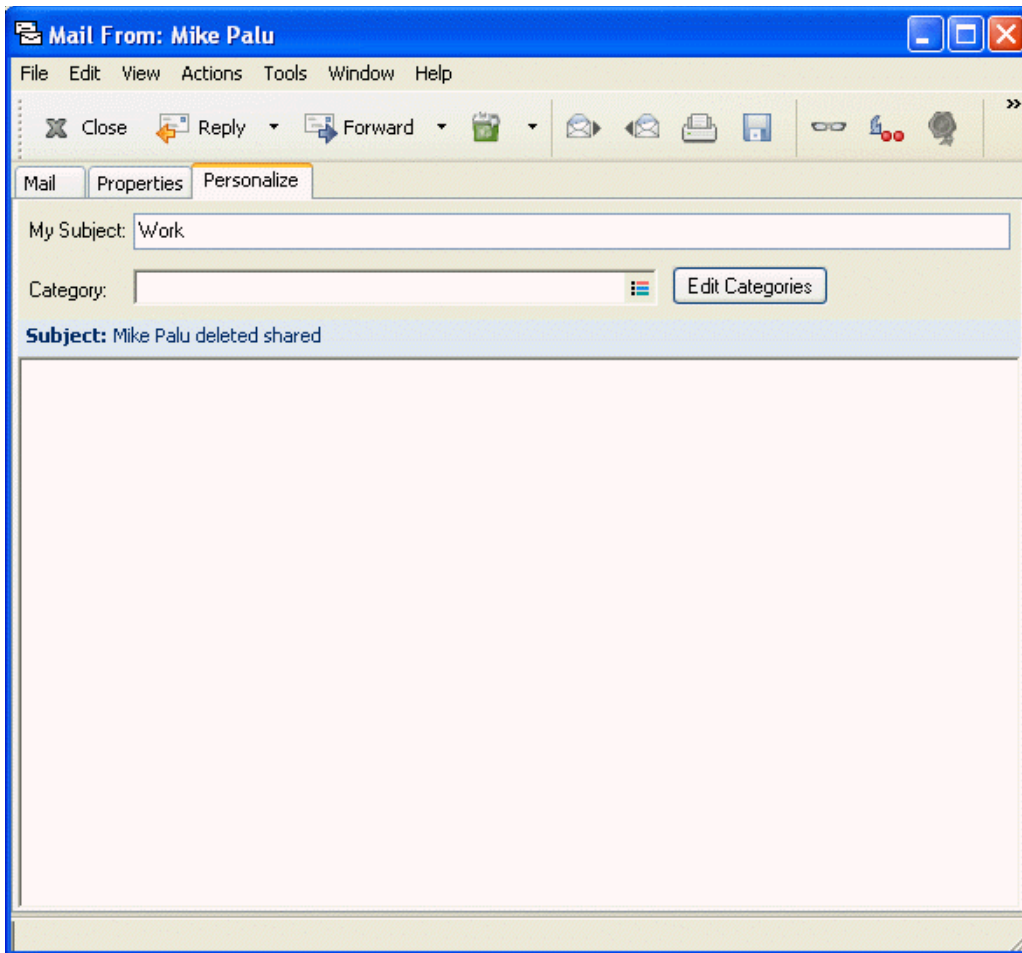 Mail From: Mike Palu
File Edit View Actions Tools Window Help
Close Reply Forward »
Mail Properties Personalize
My Subject: Work
Category: Edit Categories
Subject: Mike Palu deleted shared